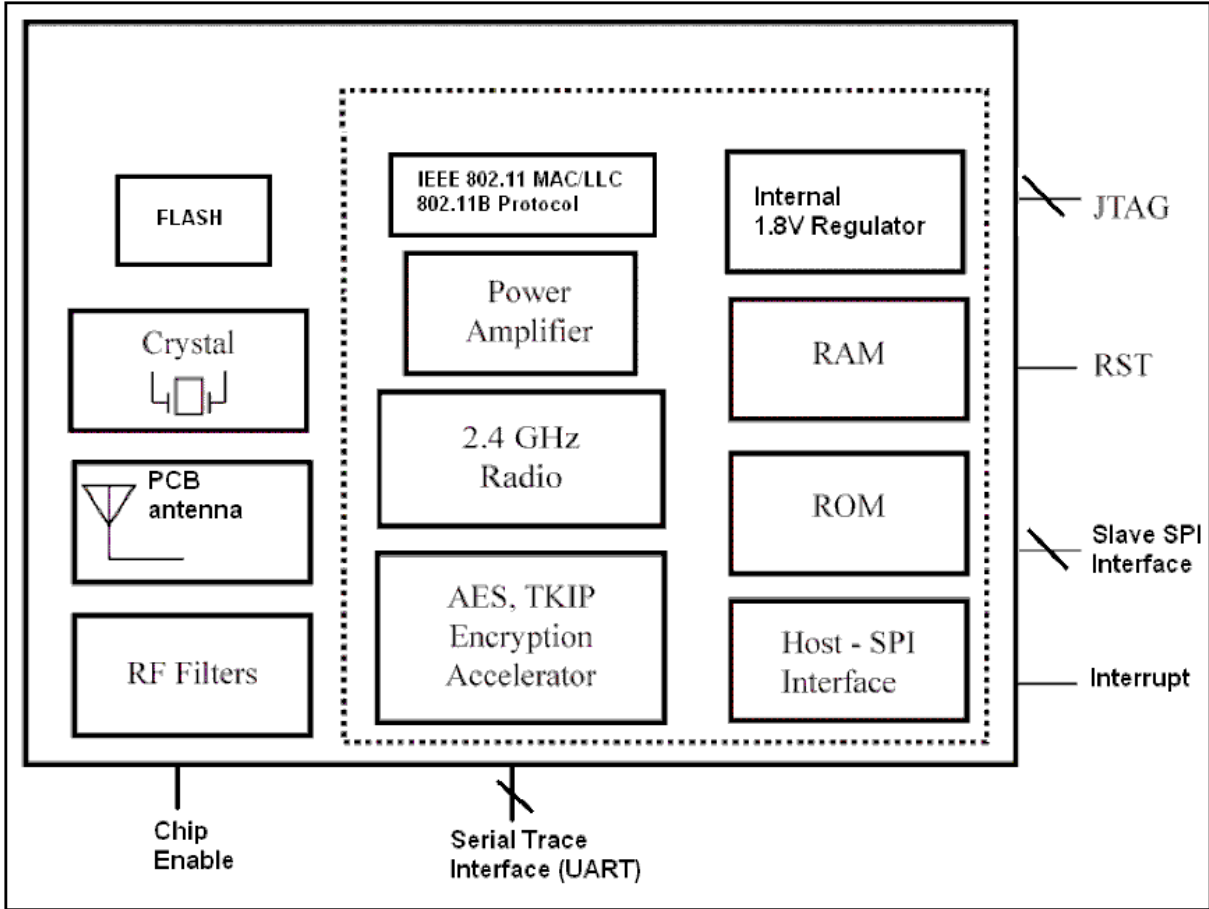 FLASH
Crystal
PCB
antenna
RF Filters
IEEE 802.11 MAC/LLC
802.11B Protocol
Power
Amplifier
2.4 GHz
Radio
AES, TKIP
Encryption
Accelerator
Internal
1.8V Regulator
RAM
ROM
Host - SPI
Interface
JTAG
RST
Slave SPI
Interface
Interrupt
Chip
Enable
Serial Trace
Interface (UART)